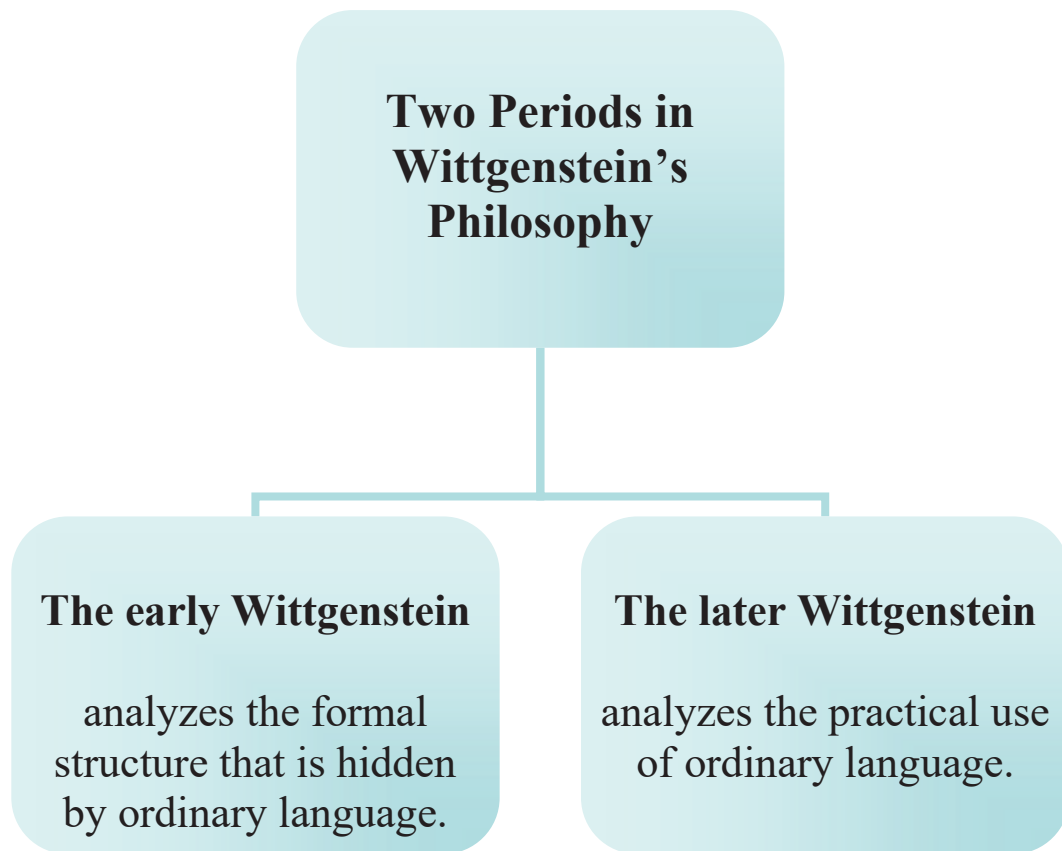 Two Periods in
Wittgenstein’s
Philosophy
The early Wittgenstein
analyzes the formal
structure that is hidden
by ordinary language.
The later Wittgenstein
analyzes the practical use
of ordinary language.